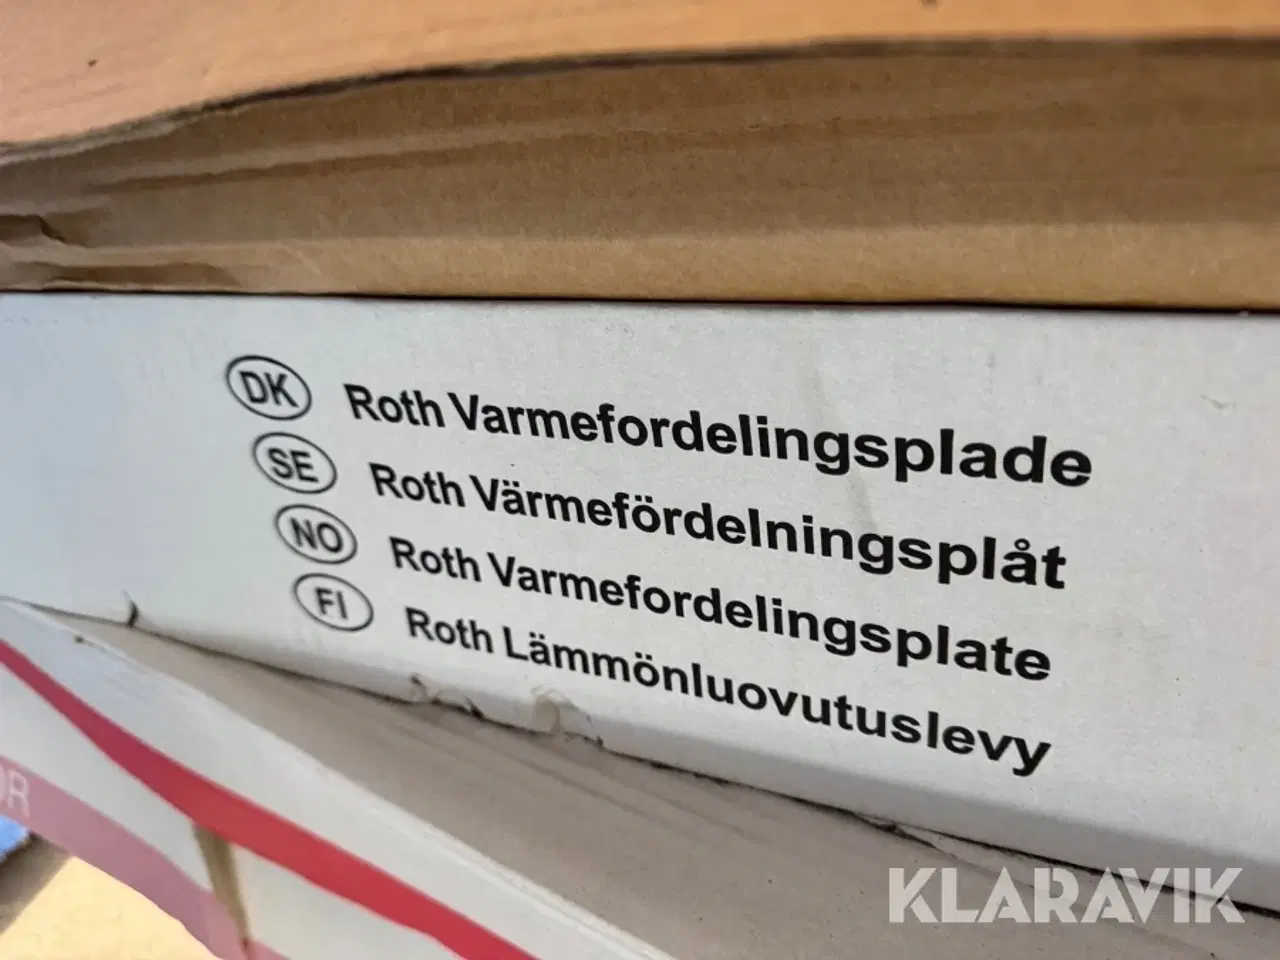 DK Roth Varmefordelingsplade
SE Roth Värmefördelningsplåt
NO Roth Varmefordelingsplate
FI Roth Lämmönluovutuslevy
KLARAVIK